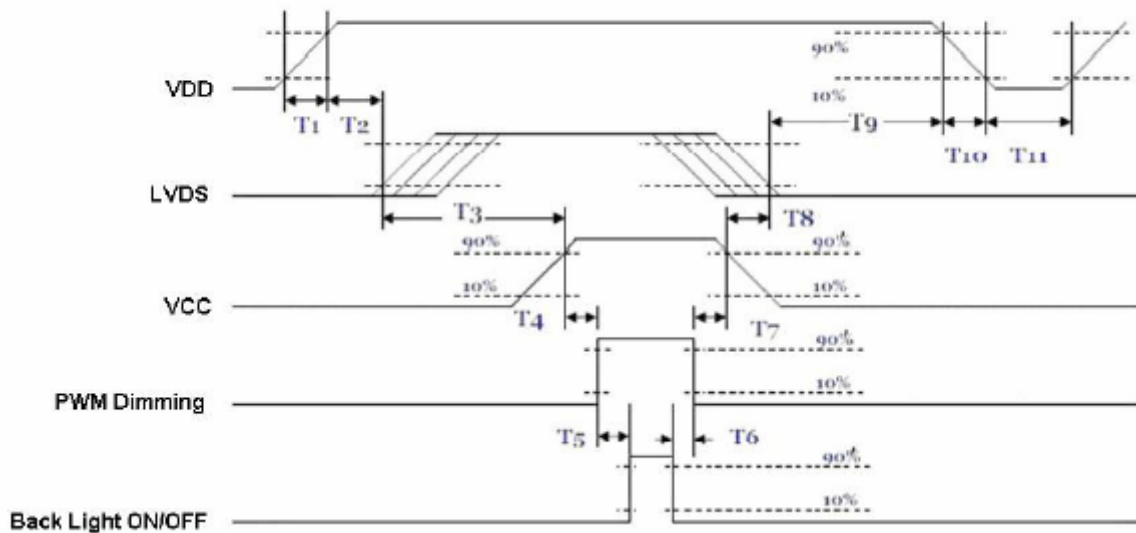 90%
VDD
10%
T1 T2 T9
T10 T11
LVDS
T3 T8
90% 90%
10% 10%
VCC
T4 T7
90%
10%
PWM Dimming
T5 T6
90%
10%
Back Light ON/OFF